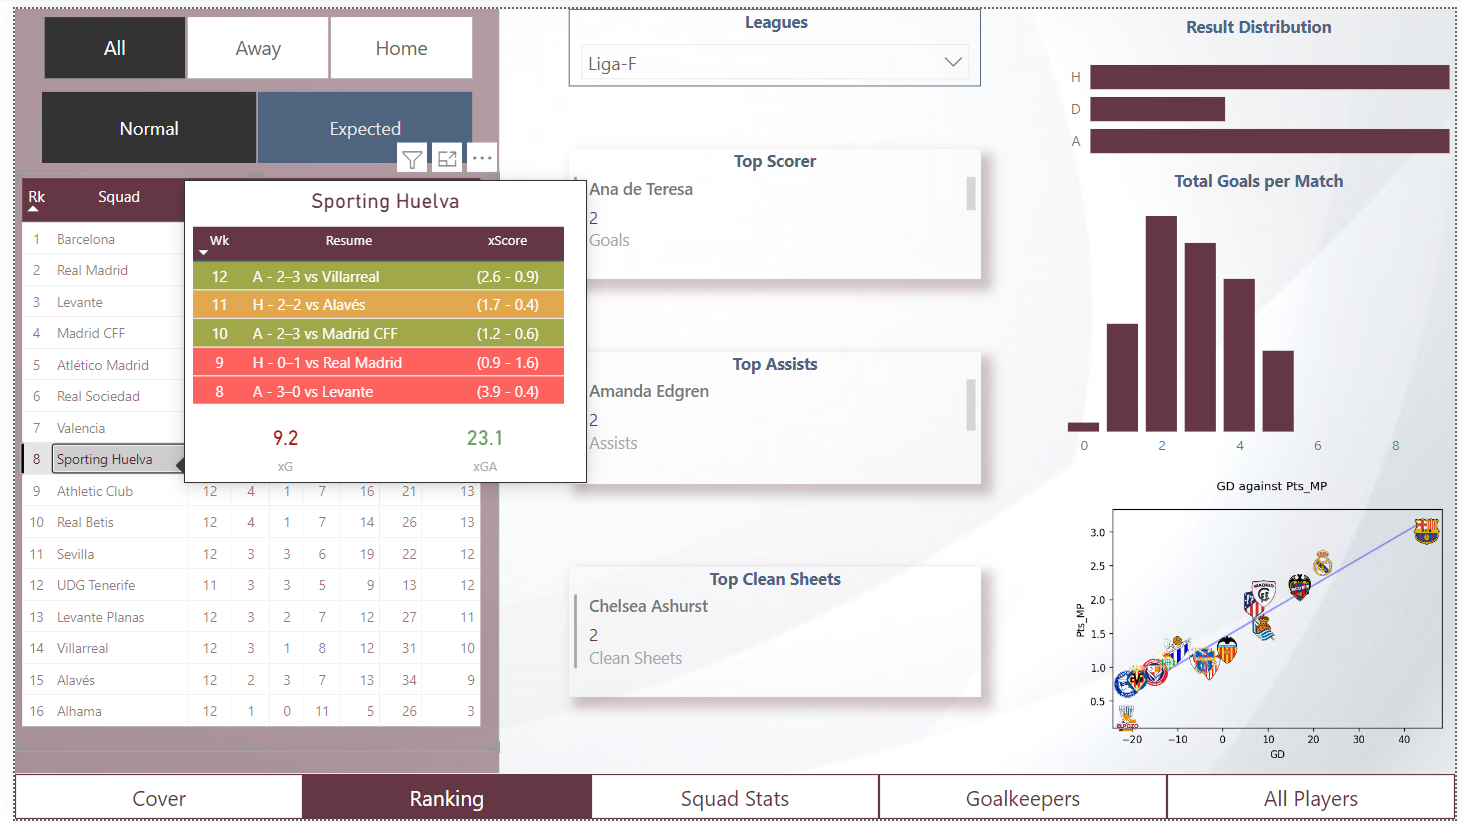 All
Away
Home
Normal
Expected
Rk
Squad
1 Barcelona
2 Real Madrid
3 Levante
4 Madrid CFF
5 Atlético Madrid
6 Real Sociedad
7 Valencia
8 Sporting Huelva
9 Athletic Club 12 4 1 7 16 21 13
10 Real Betis 12 4 1 7 14 26 13
11 Sevilla 12 3 3 6 19 22 12
12 UDG Tenerife 11 3 3 5 9 13 12
13 Levante Planas 12 3 2 7 12 27 11
14 Villarreal 12 3 1 8 12 31 10
15 Alavés 12 2 3 7 13 34 9
16 Alhama 12 1 0 11 5 26 3
Sporting Huelva
Wk Resume xScore
12 A - 2–3 vs Villarreal (2.6 - 0.9)
11 H - 2–2 vs Alavés (1.7 - 0.4)
10 A - 2–3 vs Madrid CFF (1.2 - 0.6)
9 H - 0–1 vs Real Madrid (0.9 - 1.6)
8 A - 3–0 vs Levante (3.9 - 0.4)
9.2 23.1
xG xGA
Leagues
Liga-F
Top Scorer
Ana de Teresa
2
Goals
Top Assists
Amanda Edgren
2
Assists
Top Clean Sheets
Chelsea Ashurst
2
Clean Sheets
Result Distribution
H
D
A
Total Goals per Match
0 2 4 6 8
GD against Pts_MP
Pts_MP
3.0
2.5
2.0
1.5
1.0
0.5
−20 −10 0 10 20 30 40
GD
Cover
Ranking
Squad Stats
Goalkeepers
All Players